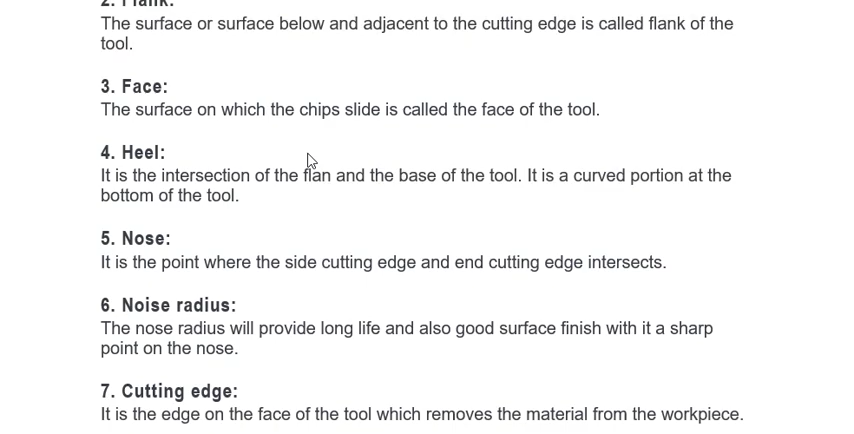 2. Flank:
The surface or surface below and adjacent to the cutting edge is called flank of the
tool.
3. Face:
The surface on which the chips slide is called the face of the tool.
4. Heel:
It is the intersection of the flan and the base of the tool. It is a curved portion at the
bottom of the tool.
5. Nose:
It is the point where the side cutting edge and end cutting edge intersects.
6. Noise radius:
The nose radius will provide long life and also good surface finish with it a sharp
point on the nose.
7. Cutting edge:
It is the edge on the face of the tool which removes the material from the workpiece.